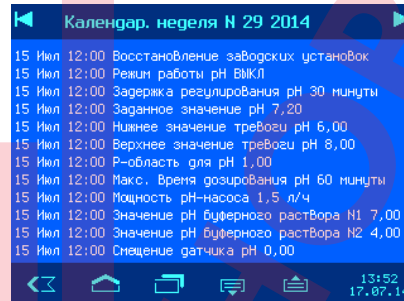 Календар. неделя N 29 2014
15 Июл 12:00 Восстановление заводских установок
15 Июл 12:00 Режим работы pH ВЫКЛ
15 Июл 12:00 Задержка регулирования pH 30 минуты
15 Июл 12:00 Заданное значение pH 7,20
15 Июл 12:00 Нижнее значение тревоги pH 6,00
15 Июл 12:00 Верхнее значение тревоги pH 8,00
15 Июл 12:00 P-область для pH 1,00
15 Июл 12:00 Макс. Время дозирования pH 60 минуты
15 Июл 12:00 Мощность pH-насоса 1,5 л/ч
15 Июл 12:00 Значение pH буферного раствора N1 7,00
15 Июл 12:00 Значение pH буферного раствора N2 4,00
15 Июл 12:00 Смещение датчика pH 0,00
13:52
17.07.14